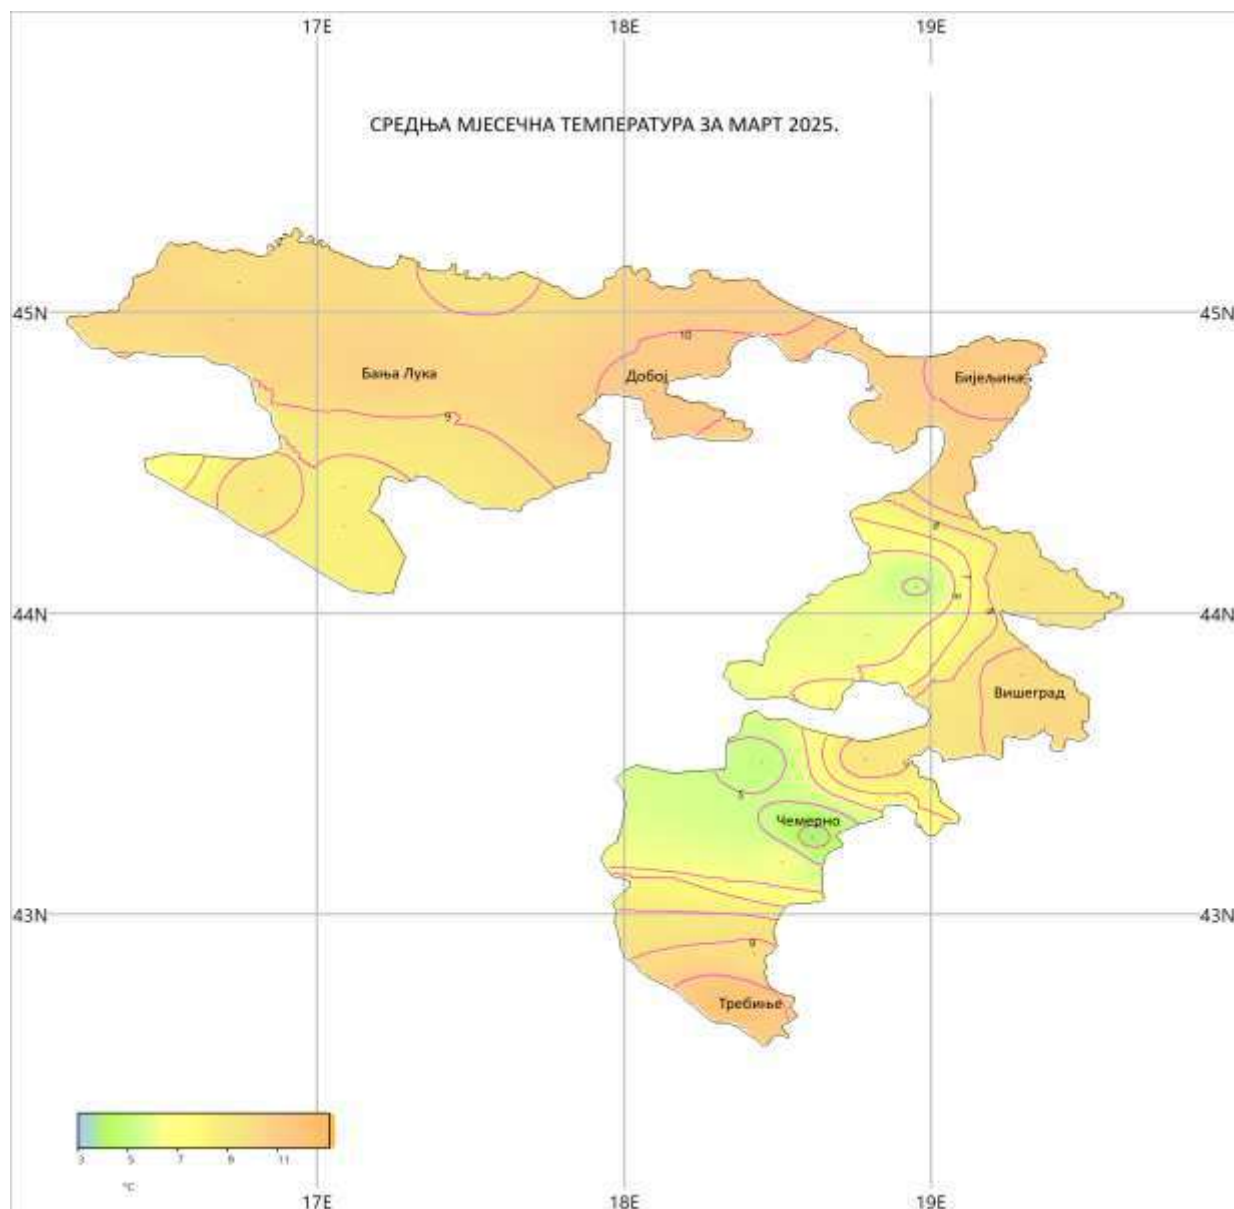 17E 18E 19E
СРЕДЊА МЈЕСЕЧНА ТЕМПЕРАТУРА ЗА МАРТ 2025.
45N 45N
10
Бања Лука Добој Бијељина
9
44N 44N
Вишеград
5
Чемерно
43N 43N
9
Требиње
3 5 7 9 11
°C
17E 18E 19E